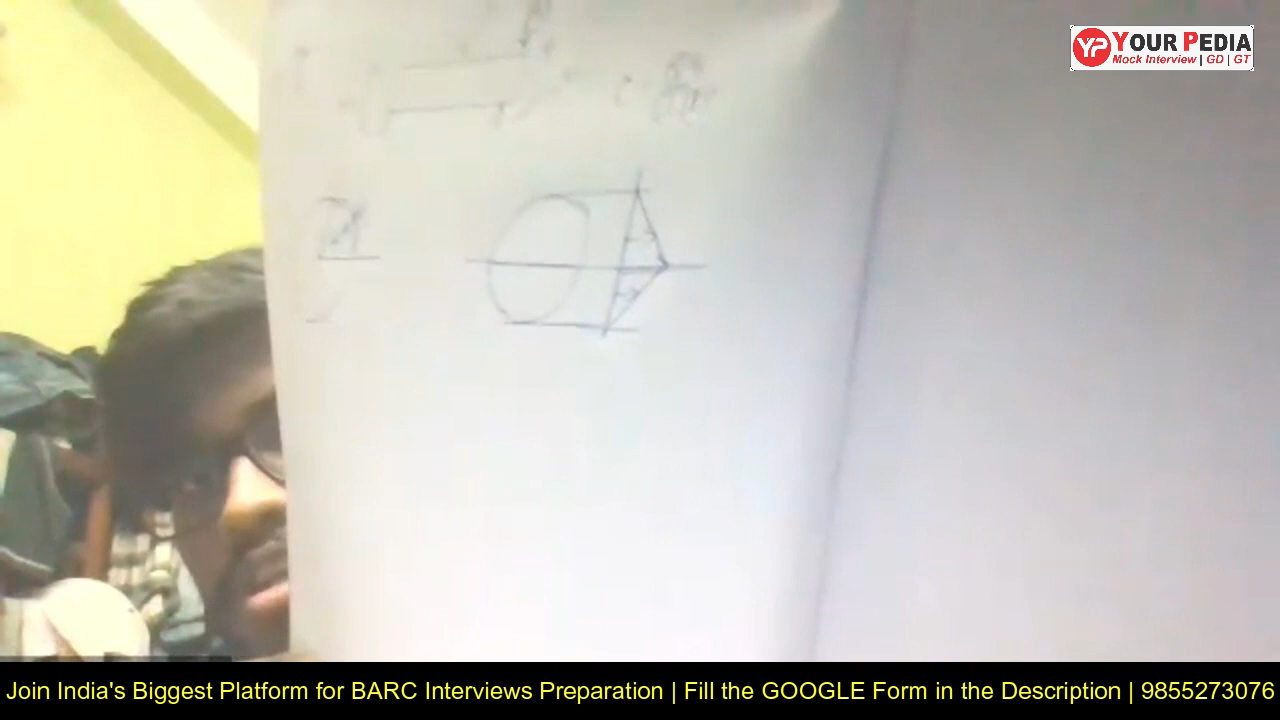 YP YOUR PEDIA
Mock Interview | GD | GT
Join India's Biggest Platform for BARC Interviews Preparation | Fill the GOOGLE Form in the Description | 9855273076